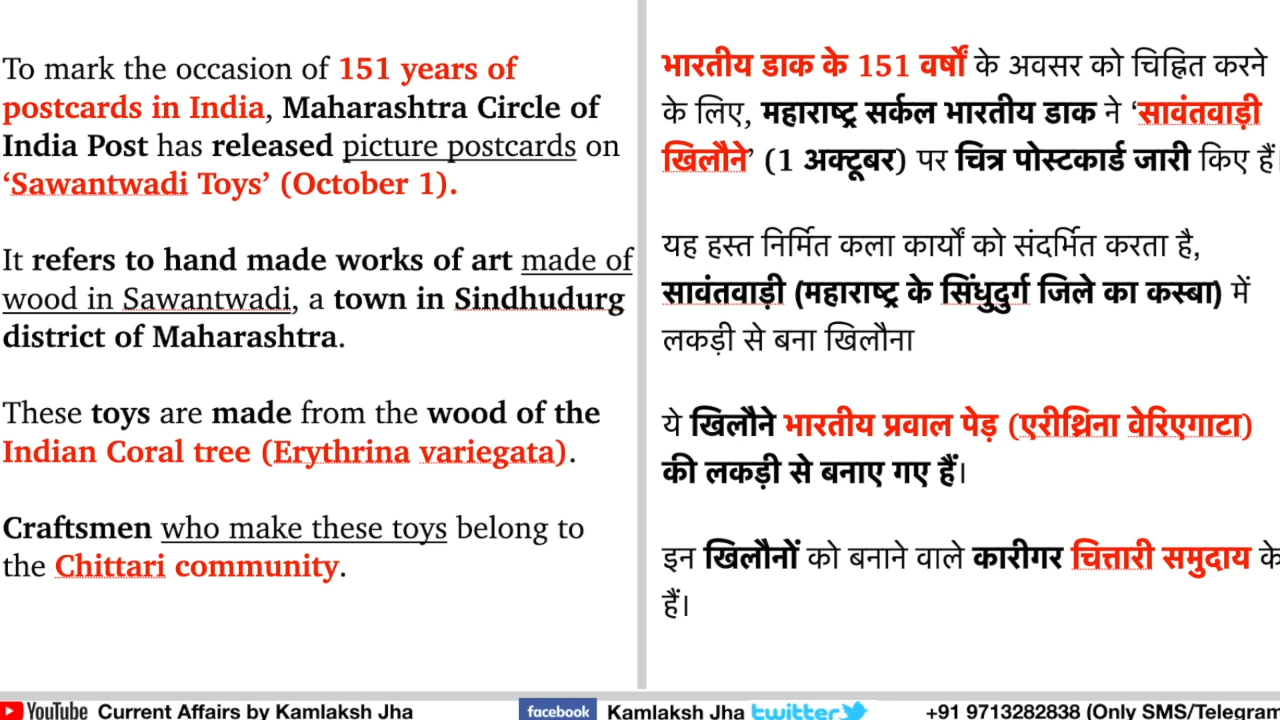 To mark the occasion of 151 years of
postcards in India, Maharashtra Circle of
India Post has released picture postcards on
‘Sawantwadi Toys’ (October 1).
It refers to hand made works of art made of
wood in Sawantwadi, a town in Sindhudurg
district of Maharashtra.
These toys are made from the wood of the
Indian Coral tree (Erythrina variegata).
Craftsmen who make these toys belong to
the Chittari community.
भारतीय डाक के 151 वर्षों के अवसर को चिह्नित करने
के लिए, महाराष्ट्र सर्कल भारतीय डाक ने ‘सावंतवाड़ी
खिलौने’ (1 अक्टूबर) पर चित्र पोस्टकार्ड जारी किए हैं।
यह हस्त निर्मित कला कार्यों को संदर्भित करता है,
सावंतवाड़ी (महाराष्ट्र के सिंधुदुर्ग जिले का कस्बा) में
लकड़ी से बना खिलौना
ये खिलौने भारतीय प्रवाल पेड़ (एरीथ्रिना वेरिएगाटा)
की लकड़ी से बनाए गए हैं।
इन खिलौनों को बनाने वाले कारीगर चित्तारी समुदाय के
हैं।
YouTube Current Affairs by Kamlaksh Jha facebook Kamlaksh Jha twitter +91 9713282838 (Only SMS/Telegram